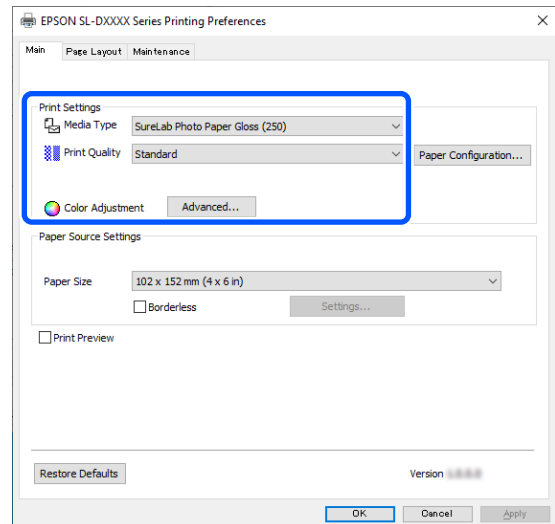 EPSON SL-DXXXX Series Printing Preferences
Main Page Layout Maintenance
Print Settings
Media Type SureLab Photo Paper Gloss (250)
Print Quality Standard Paper Configuration...
Color Adjustment Advanced...
Paper Source Settings
Paper Size 102 x 152 mm (4 x 6 in)
Borderless Settings...
Print Preview
Restore Defaults Version
OK Cancel Apply